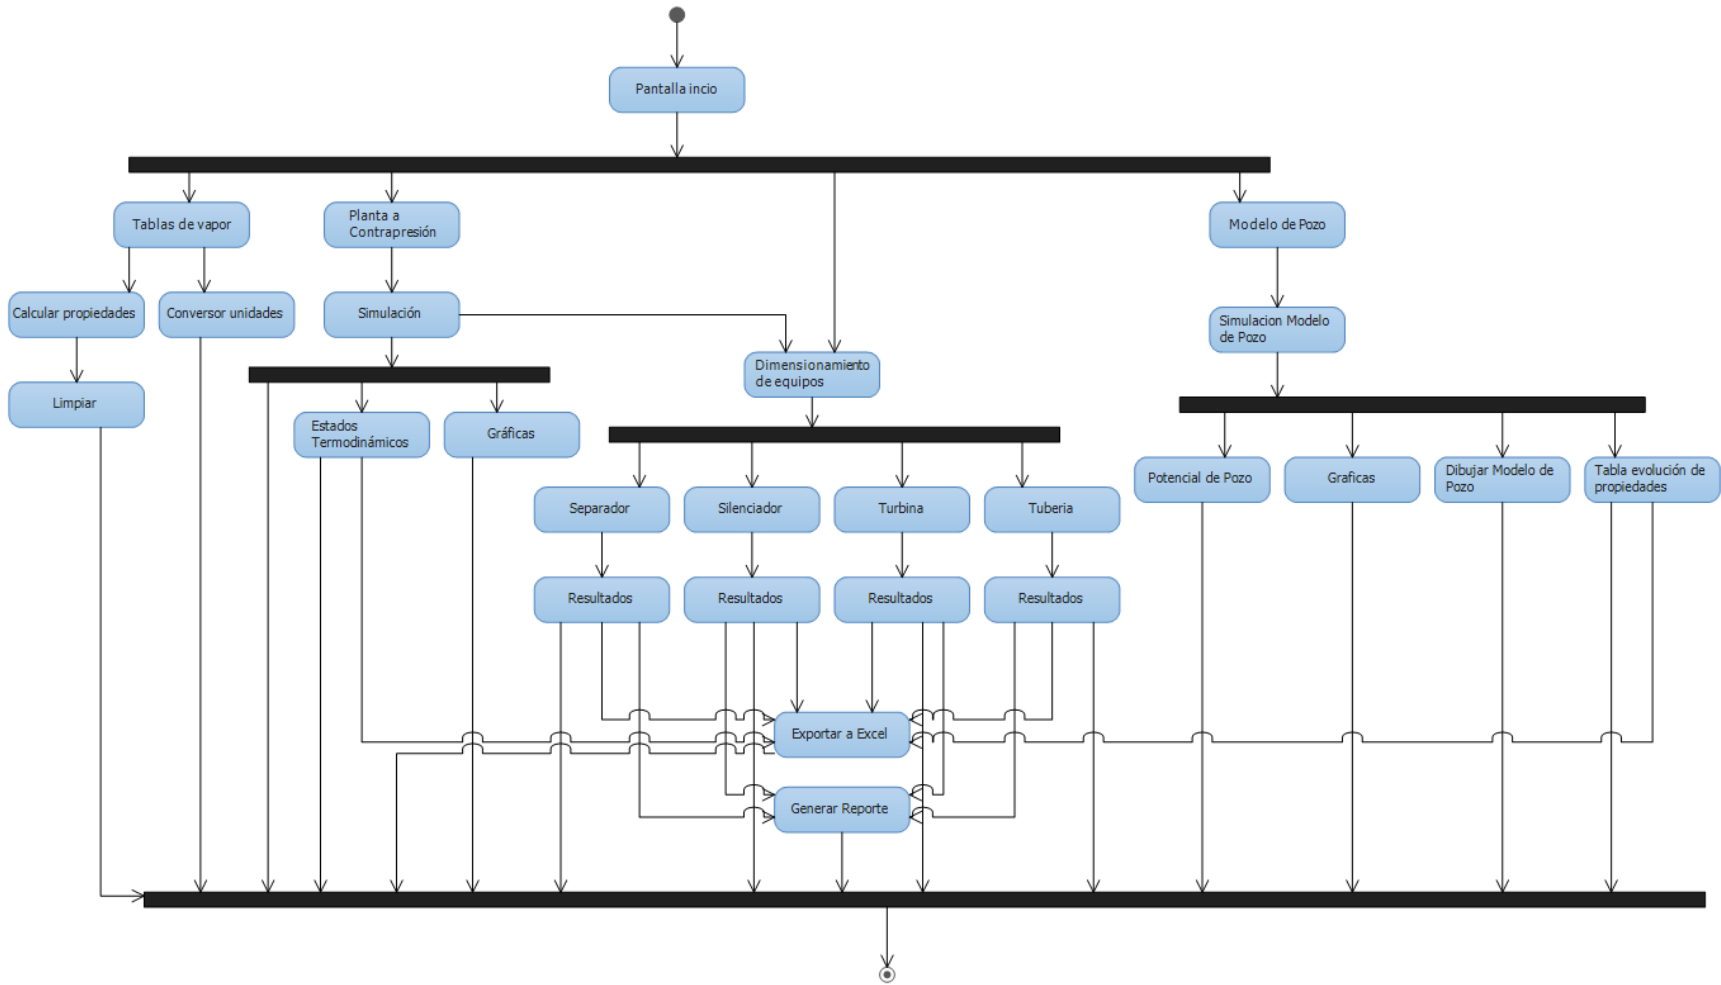 Pantalla incio
Tablas de vapor
Planta a
Contrapresión
Modelo de Pozo
Calcular propiedades
Conversor unidades
Simulación
Simulacion Modelo
de Pozo
Dimensionamiento
de equipos
Limpiar
Estados
Termodinámicos
Gráficas
Potencial de Pozo
Graficas
Dibujar Modelo de
Pozo
Tabla evolución de
propiedades
Separador
Silenciador
Turbina
Tuberia
Resultados
Resultados
Resultados
Resultados
Exportar a Excel
Generar Reporte